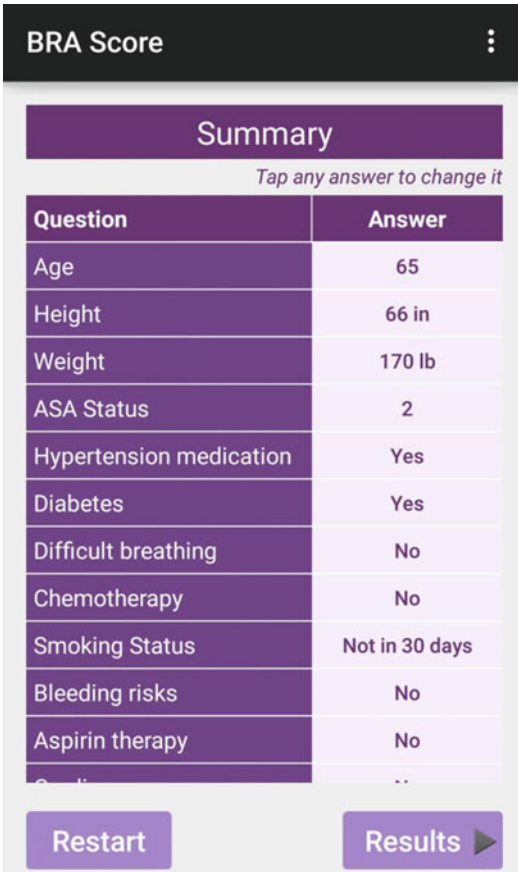 BRA Score
Summary
Tap any answer to change it
Question Answer
Age 65
Height 66 in
Weight 170 lb
ASA Status 2
Hypertension medication Yes
Diabetes Yes
Difficult breathing No
Chemotherapy No
Smoking Status Not in 30 days
Bleeding risks No
Aspirin therapy No
Restart Results